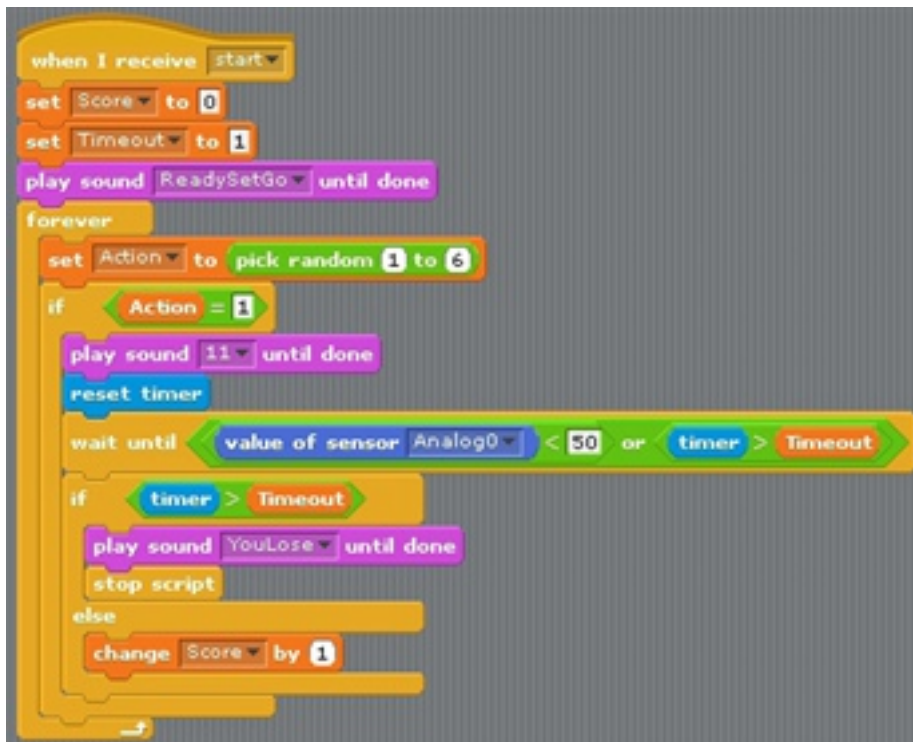 when I receive start
set Score to 0
set Timeout to 1
play sound ReadySetGo until done
forever
set Action to pick random 1 to 6
if Action = 1
play sound 11 until done
reset timer
wait until value of sensor Analog0 < 50 or timer > Timeout
if timer > Timeout
play sound YouLose until done
stop script
else
change Score by 1